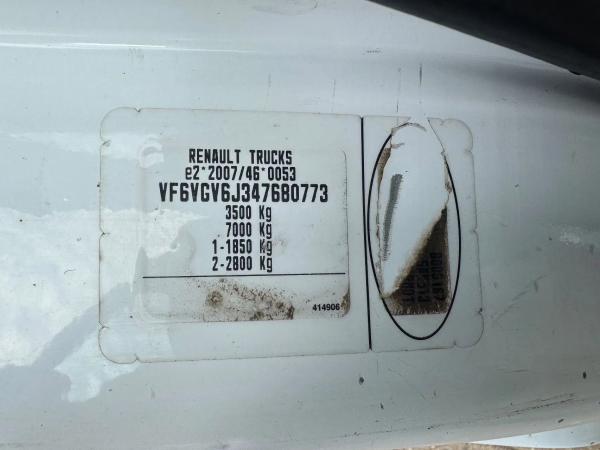 RENAULT TRUCKS
e2*2007/46*0053
VF6VGV6J347680773
3500 Kg
7000 Kg
1-1850 Kg
2-2800 Kg
414906